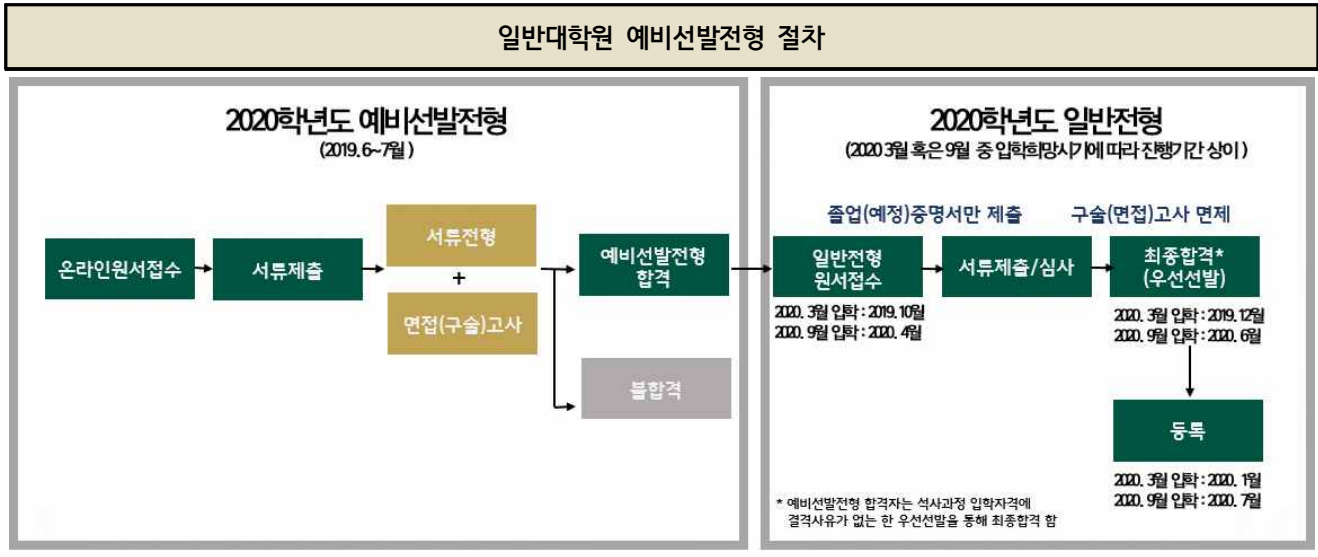 일반대학원 예비선발전형 절차
2020학년도 예비선발전형
(2019.6~7월)
온라인원서접수
서류제출
서류전형
+
면접(구술)고사
예비선발전형
합격
불합격
2020학년도 일반전형
(2020 3월 혹은 9월 중 입학희망시기에 따라 진행기간 상이)
졸업(예정)증명서만 제출
구술(면접)고사 면제
일반전형
원서접수
2020. 3월 입학 : 2019. 10월
2020. 9월 입학 : 2020. 4월
서류제출/심사
최종합격*
(우선선발)
2020. 3월 입학 : 2019. 12월
2020. 9월 입학 : 2020. 6월
등록
2020. 3월 입학 : 2020. 1월
2020. 9월 입학 : 2020. 7월
* 예비선발전형 합격자는 석사과정 입학자격에
결격사유가 없는 한 우선선발을 통해 최종합격 함